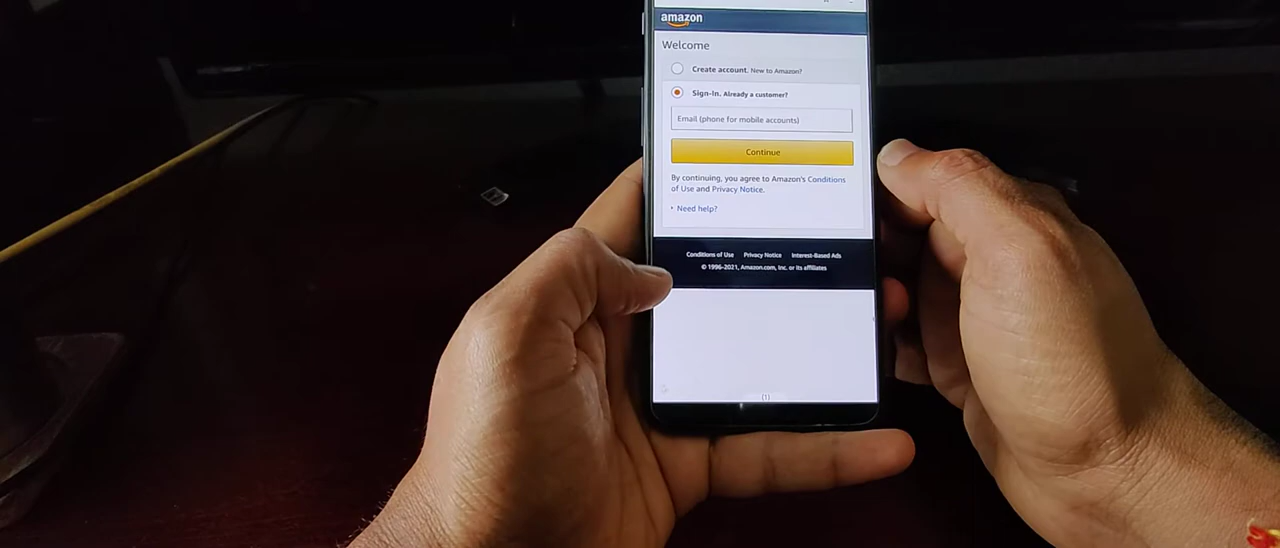 amazon
Welcome
Create account. New to Amazon?
Sign-In. Already a customer?
Email (phone for mobile accounts)
Continue
By continuing, you agree to Amazon's Conditions
of Use and Privacy Notice.
Need help?
Conditions of Use Privacy Notice Interest-Based Ads
© 1996-2021, Amazon.com, Inc. or its affiliates